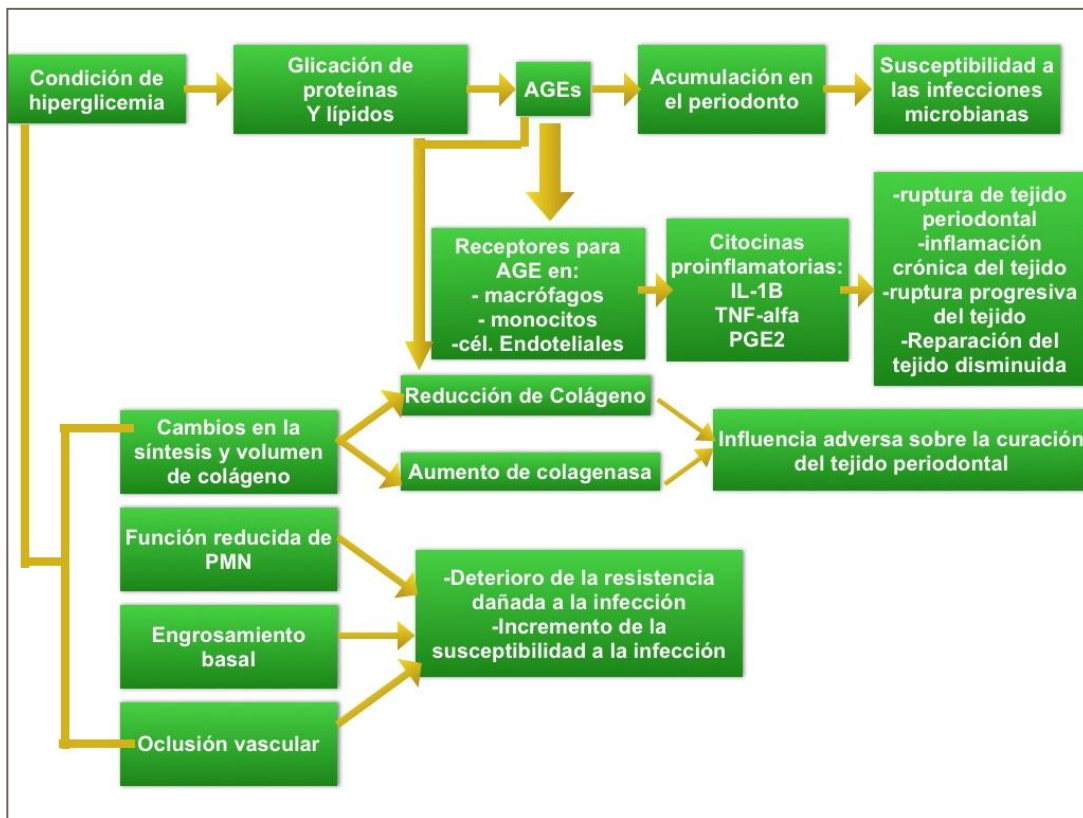 Condición de
hiperglicemia
Glicación de
proteínas
Y lípidos
AGEs
Acumulación en
el periodonto
Susceptibilidad a
las infecciones
microbianas
Receptores para
AGE en:
- macrófagos
- monocitos
-cél. Endoteliales
Citocinas
proinflamatorias:
IL-1B
TNF-alfa
PGE2
-ruptura de tejido
periodontal
-inflamación
crónica del tejido
-ruptura progresiva
del tejido
-Reparación del
tejido disminuida
Cambios en la
síntesis y volumen
de colágeno
Reducción de Colágeno
Aumento de colagenasa
Influencia adversa sobre la curación
del tejido periodontal
Función reducida de
PMN
Engrosamiento
basal
Oclusión vascular
-Deterioro de la resistencia
dañada a la infección
-Incremento de la
susceptibilidad a la infección